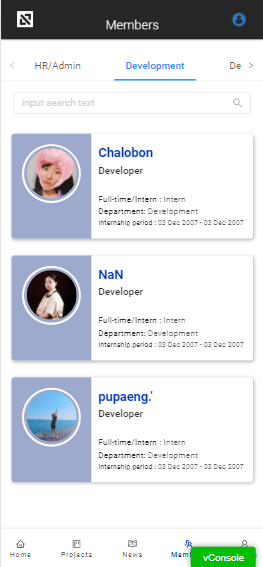 Members
HR/Admin Development De
input search text
Chalobon
Developer
Full-time/Intern : Intern
Department: Development
Internship period : 03 Dec 2007 - 03 Dec 2007
NaN
Developer
Full-time/Intern : Intern
Department: Development
Internship period : 03 Dec 2007 - 03 Dec 2007
pupaeng.’
Developer
Full-time/Intern : Intern
Department: Development
Internship period : 03 Dec 2007 - 03 Dec 2007
Home Projects News Memb
vConsole